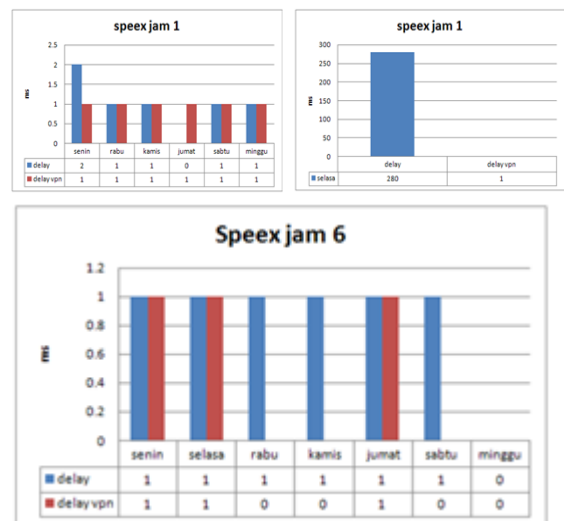 speex jam 1
2.5
2
1.5
1
0.5
0
ms
senin rabu kamis jumat sabtu minggu
delay 2 1 1 0 1 1
delay vpn 1 1 1 1 1 1
speex jam 1
300
250
200
150
100
50
0
ms
delay delay vpn
selasa 280 1
Speex jam 6
1.2
1
0.8
0.6
0.4
0.2
0
ms
senin selasa rabu kamis jumat sabtu minggu
delay 1 1 1 1 1 1 0
delay vpn 1 1 0 0 1 0 0